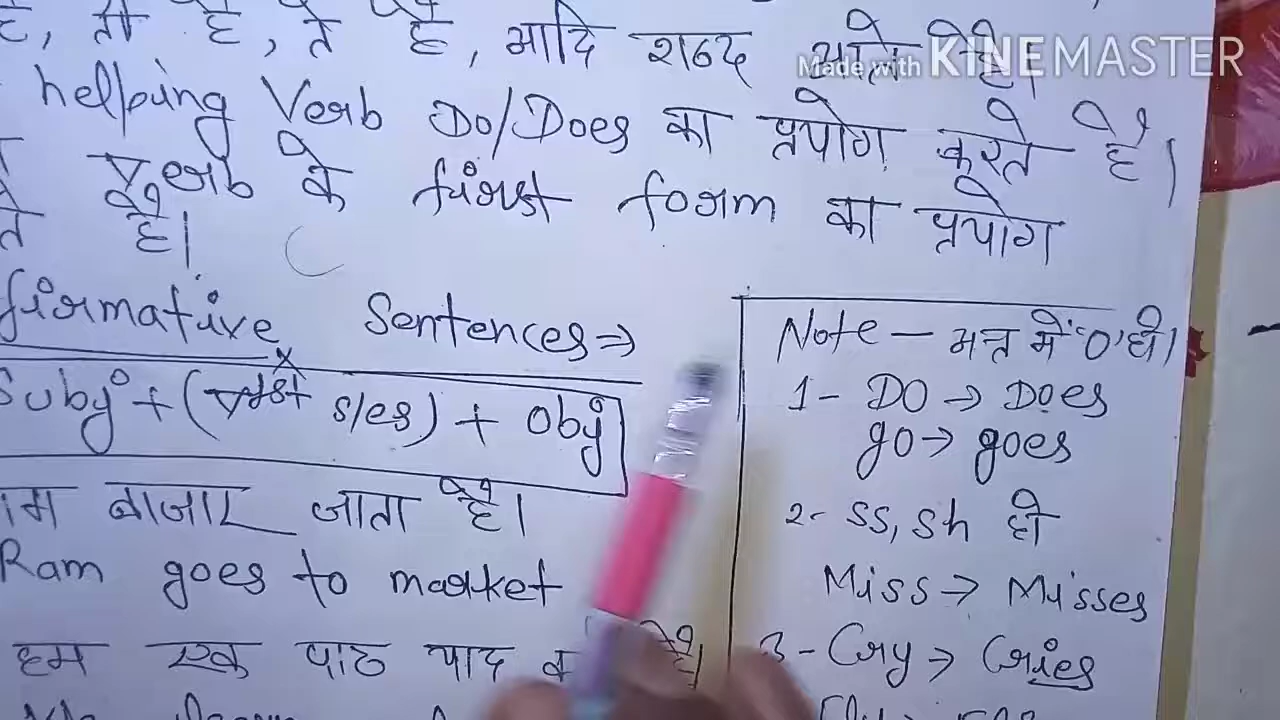 है, ती है, ते है, आदि शब्द आते है।
Made with KINEMASTER
helping Verb Do/Does का प्रयोग करते है।
Verb के first form का प्रयोग
ते है।
firmative Sentences⇒
Subj + (V1st s/es) + Obj
राम बाजार जाता है।
Ram goes to market
हम एक पाठ याद है।
Note – अन्त में 'O' हो।
1- DO → Does
go → goes
2- SS, Sh हो
Miss → Misses
3- Cry → Cries